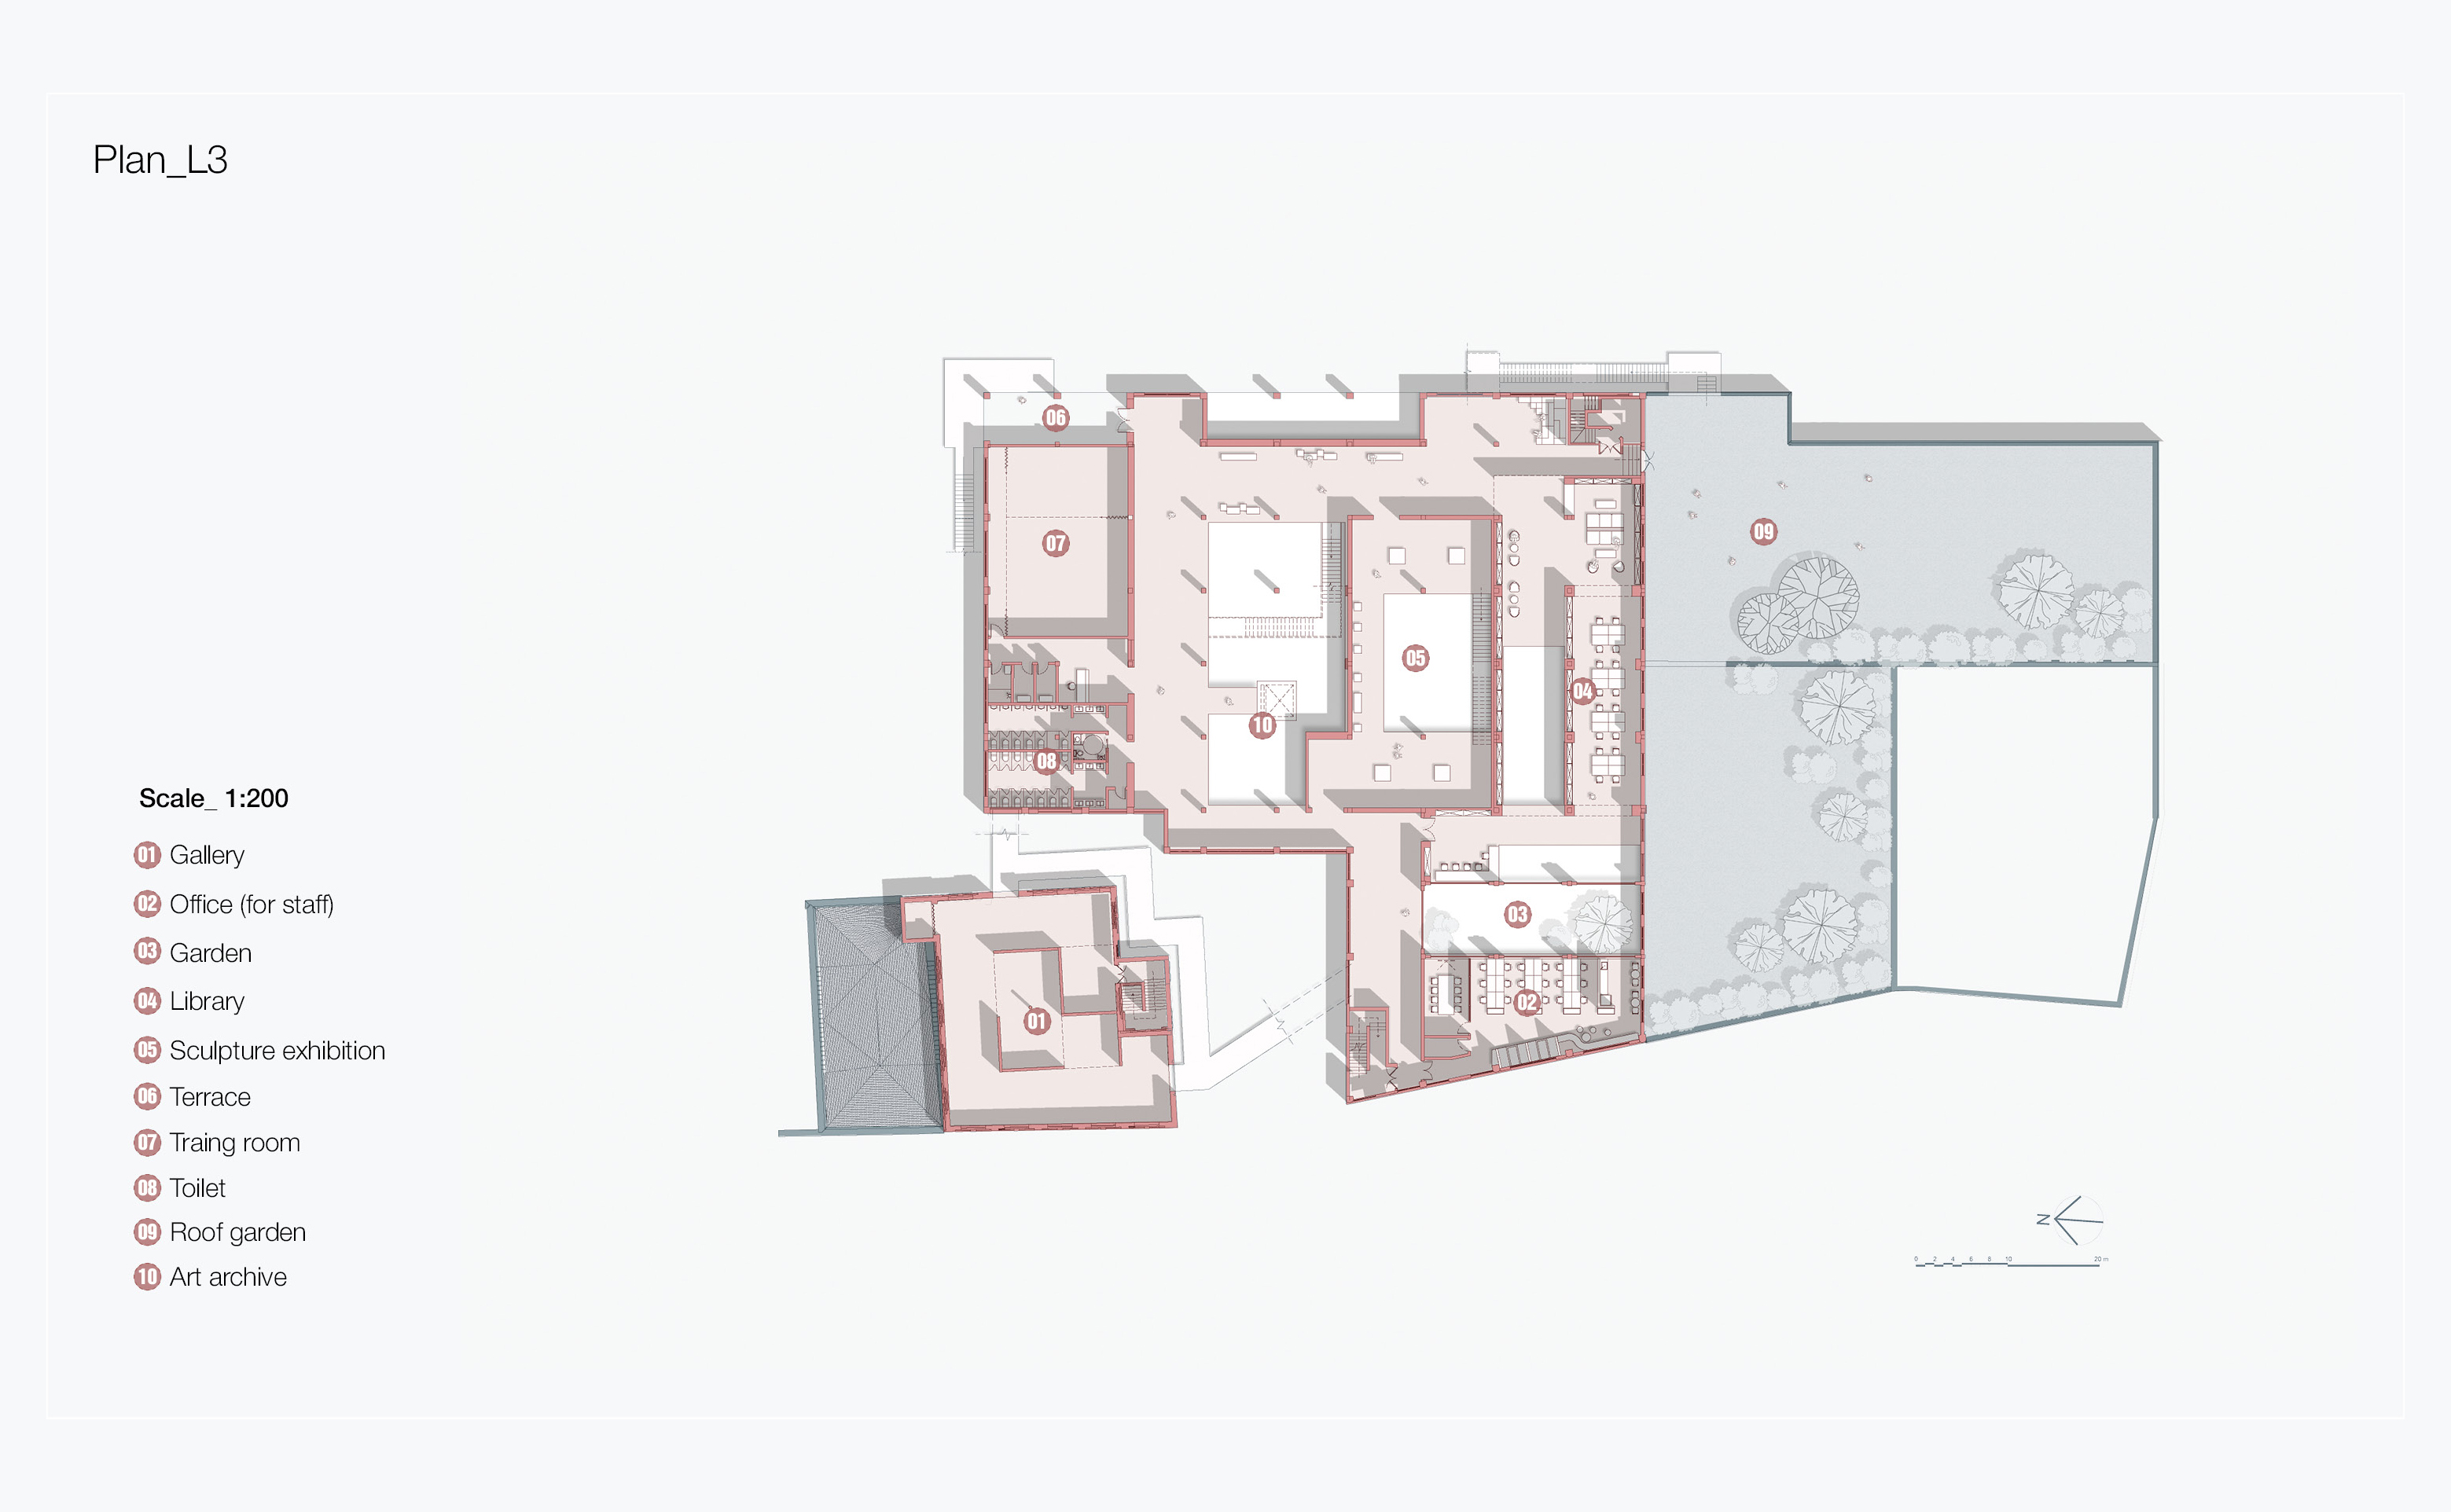 Plan_L3
06
07
09
05
04
10
08
03
01
02
Scale_ 1:200
01 Gallery
02 Office (for staff)
03 Garden
04 Library
05 Sculpture exhibition
06 Terrace
07 Traing room
08 Toilet
09 Roof garden
10 Art archive
N
0 2 4 6 8 10 20 m